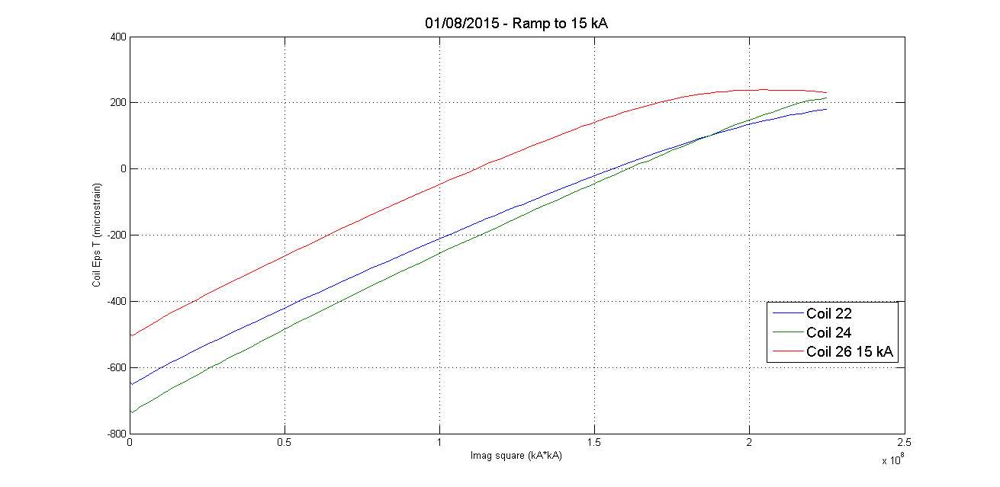 01/08/2015 - Ramp to 15 kA
400
200
0
-200
-400
-600
-800
Coil Eps T (microstrain)
Coil 22
Coil 24
Coil 26 15 kA
0 0.5 1 1.5 2 2.5
Imag square (kA*kA)
x 10^8